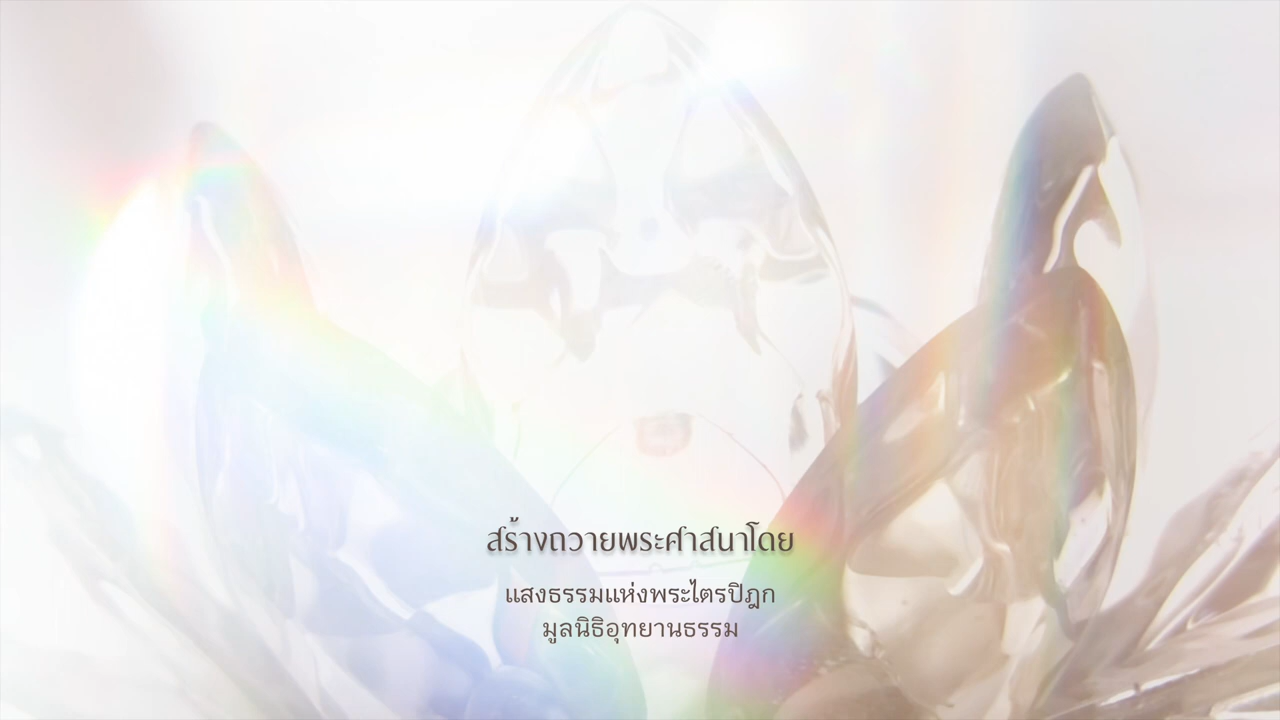 สร้างถวายพระศาสนาโดย
แสงธรรมแห่งพระไตรปิฎก
มูลนิธิอุทยานธรรม